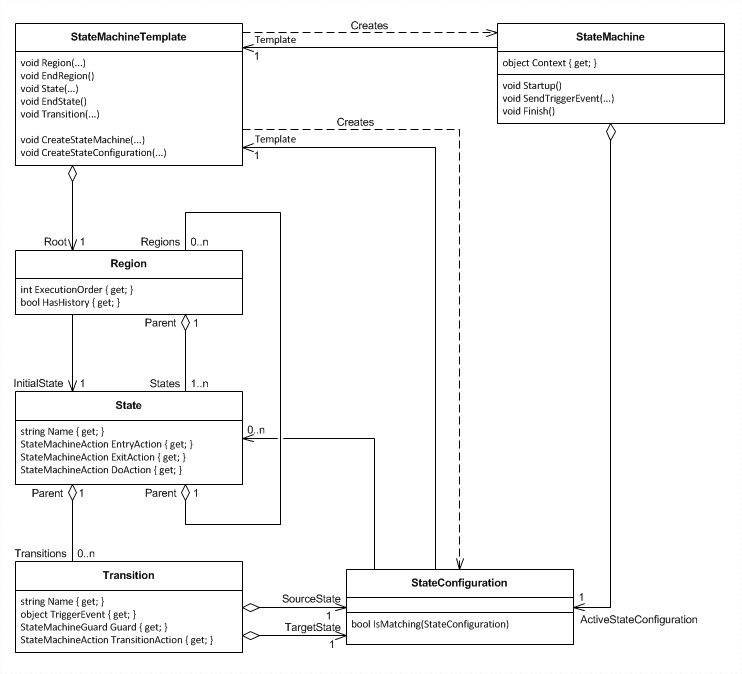 Creates
StateMachineTemplate
StateMachine
Template
1
void Region(...)
void EndRegion()
void State(...)
void EndState()
void Transition(...)
void CreateStateMachine(...)
void CreateStateConfiguration(...)
object Context { get; }
void Startup()
void SendTriggerEvent(...)
void Finish()
Creates
Template
1
Root 1
Regions 0..n
Region
int ExecutionOrder { get; }
bool HasHistory { get; }
Parent 1
InitialState 1
States 1..n
State
string Name { get; }
StateMachineAction EntryAction { get; }
StateMachineAction ExitAction { get; }
StateMachineAction DoAction { get; }
0..n
Parent 1
Parent 1
Transitions 0..n
Transition
string Name { get; }
object TriggerEvent { get; }
StateMachineGuard Guard { get; }
StateMachineAction TransitionAction { get; }
SourceState
1
TargetState
1
StateConfiguration
bool IsMatching(StateConfiguration)
1
ActiveStateConfiguration